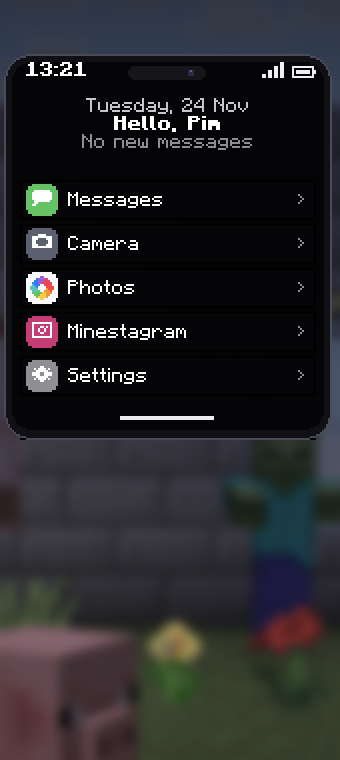 13:21
Tuesday, 24 Nov
Hello, Pim
No new messages
Messages
Camera
Photos
Minestagram
Settings